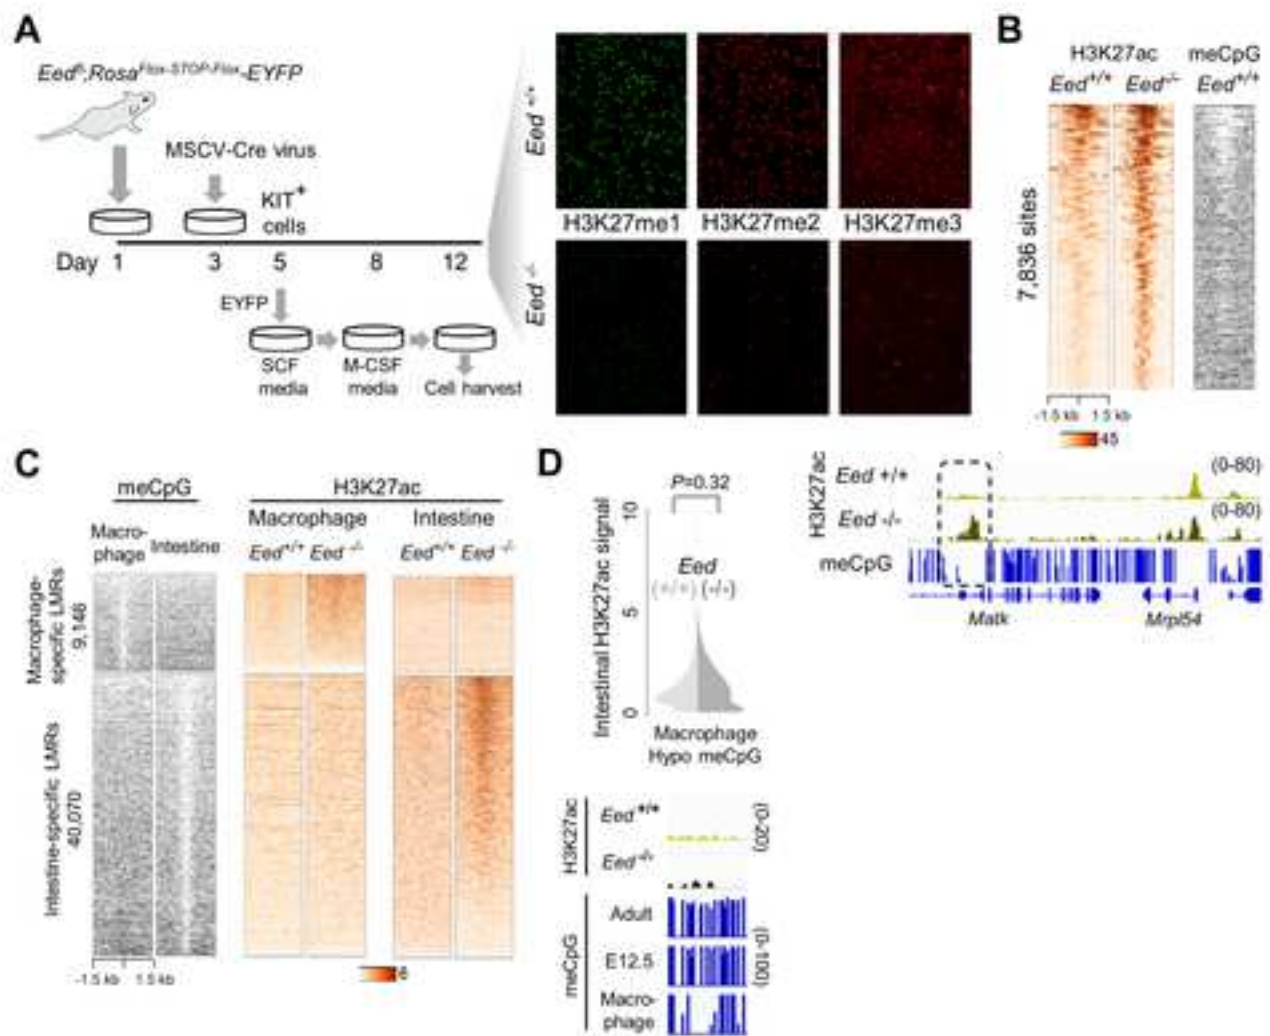 A
Eed^fl;Rosa^Flox-STOP-Flox-EYFP
MSCV-Cre virus
KIT+
cells
Day 1 3 5 8 12
EYFP
SCF
media
M-CSF
media
Cell harvest
Eed +/+
H3K27me1 H3K27me2 H3K27me3
Eed -/-
B
H3K27ac meCpG
Eed+/+ Eed-/- Eed+/+
7,836 sites
-1.5 kb 1.5 kb
45
H3K27ac
Eed +/+ (0-80)
Eed -/- (0-80)
meCpG
Matk Mrpl54
C
meCpG H3K27ac
Macrophage Intestine
Macro-
phage Intestine
Eed+/+ Eed -/- Eed+/+ Eed -/-
Macrophage-
specific LMRs
9,146
Intestine-specific LMRs
40,070
-1.5 kb 1.5 kb
6
D
P=0.32
Intestinal H3K27ac signal
10
5
0
Eed
(+/+) (-/-)
Macrophage
Hypo meCpG
H3K27ac
Eed +/+
Eed -/-
(0-20)
meCpG
Adult
E12.5
Macro-
phage
(0-100)